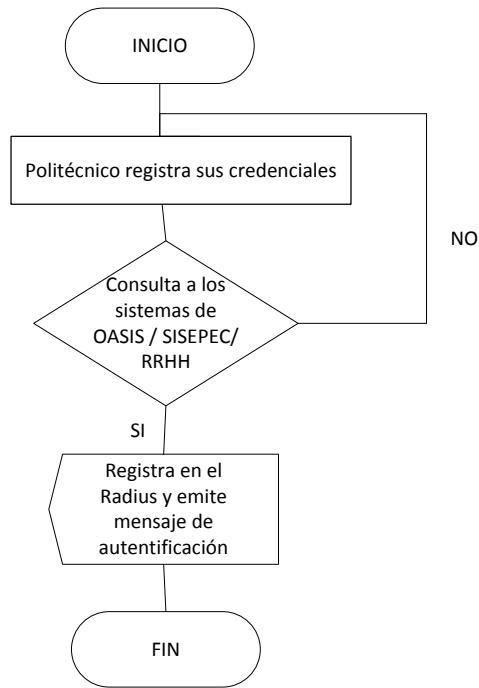 INICIO
Politécnico registra sus credenciales
NO
Consulta a los
sistemas de
OASIS / SISEPEC/
RRHH
SI
Registra en el
Radius y emite
mensaje de
autentificación
FIN